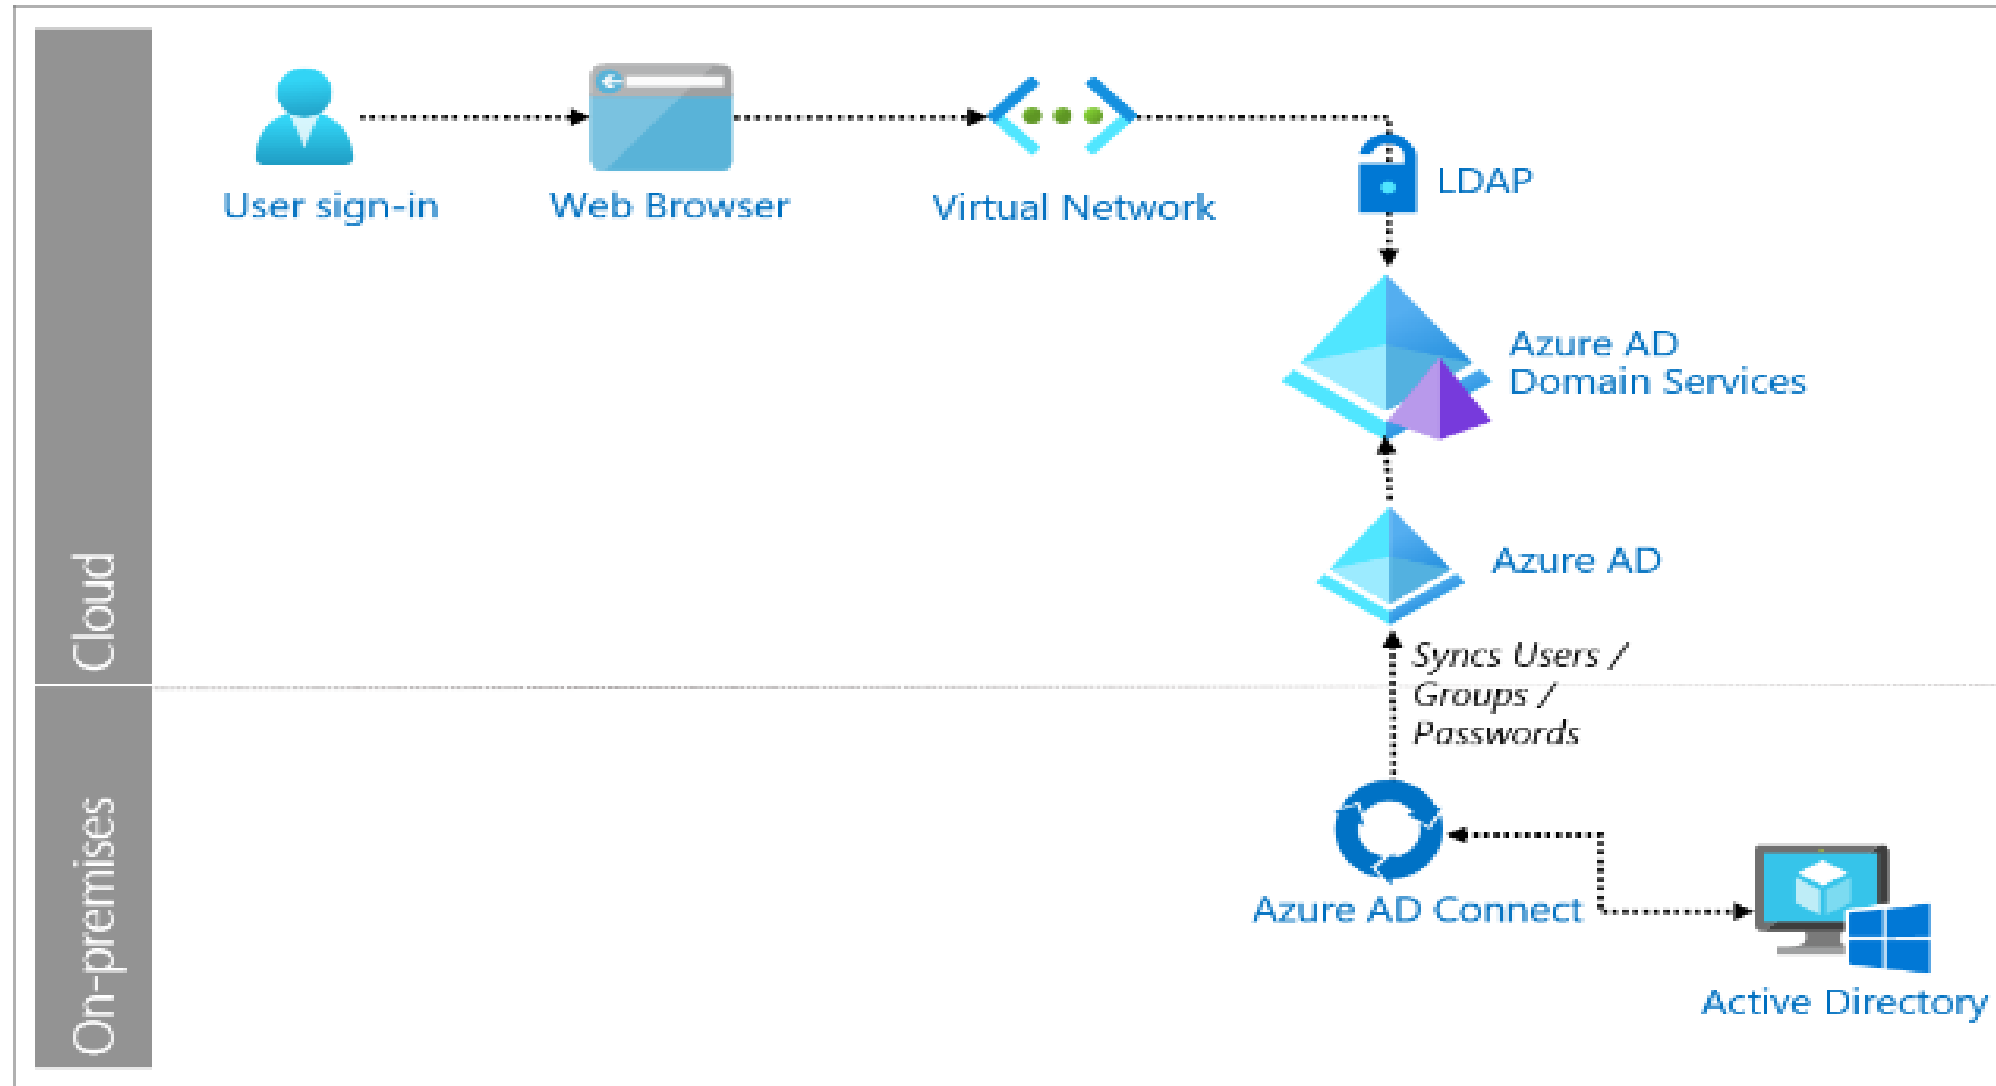 User sign-in
Web Browser
Virtual Network
LDAP
Azure AD
Domain Services
Azure AD
Cloud
Syncs Users /
Groups /
Passwords
On-premises
Azure AD Connect
Active Directory